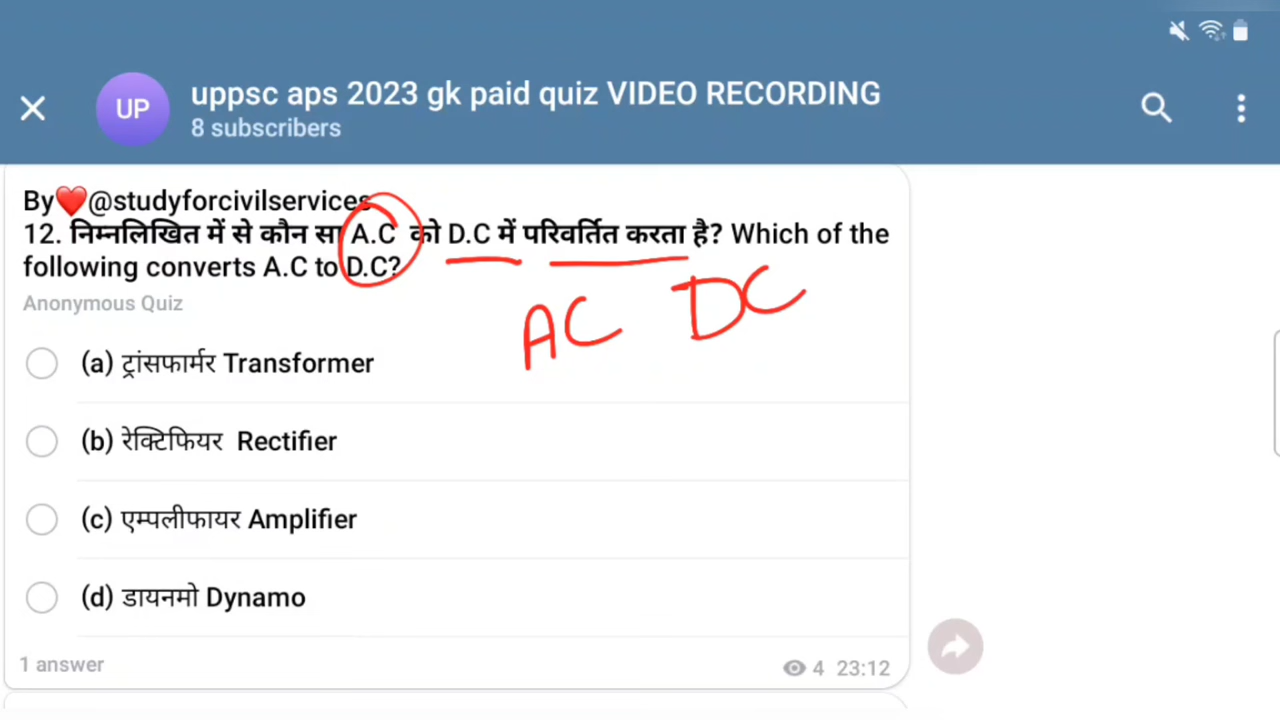 UP
uppsc aps 2023 gk paid quiz VIDEO RECORDING
8 subscribers
By❤️@studyforcivilservices
12. निम्नलिखित में से कौन सा A.C को D.C में परिवर्तित करता है? Which of the
following converts A.C to D.C?
Anonymous Quiz
AC DC
(a) ट्रांसफार्मर Transformer
(b) रेक्टिफियर Rectifier
(c) एम्पलीफायर Amplifier
(d) डायनमो Dynamo
1 answer
4 23:12